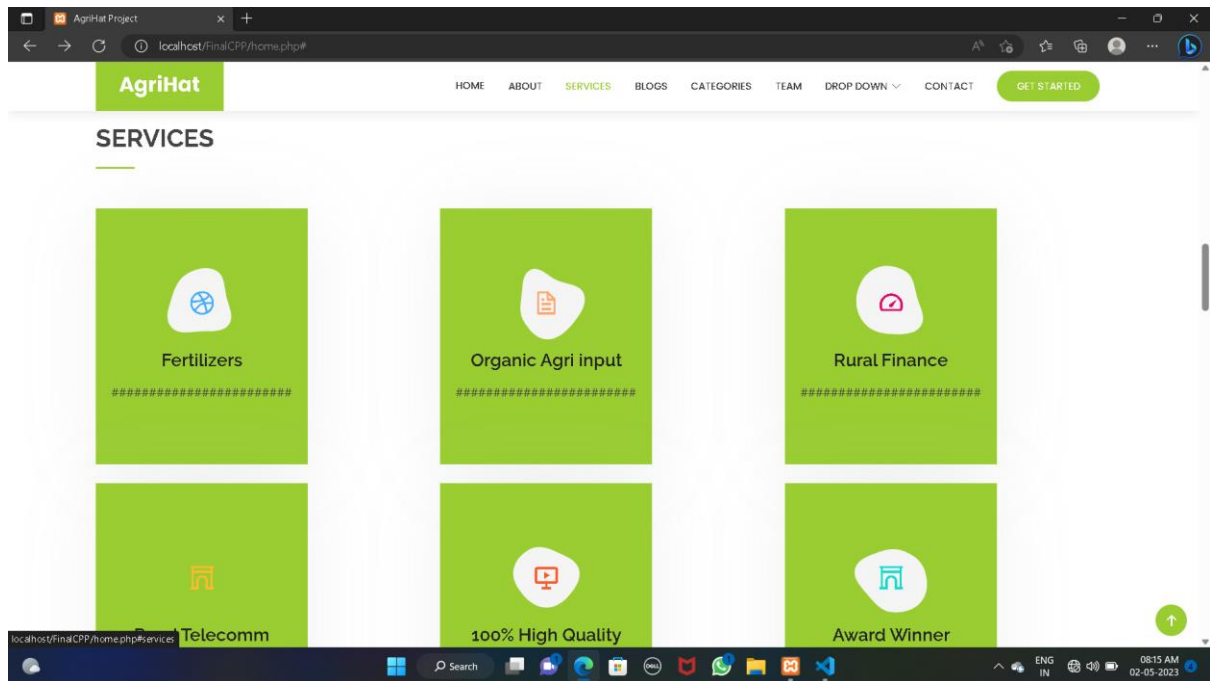 AgriHat Project
localhost/FinalCPP/home.php#
AgriHat
HOME ABOUT SERVICES BLOGS CATEGORIES TEAM DROP DOWN CONTACT GET STARTED
SERVICES
Fertilizers
########################
Organic Agri input
########################
Rural Finance
########################
Telecomm
100% High Quality
Award Winner
localhost/FinalCPP/home.php#services
Search
DELL
ENG
IN
08:15 AM
02-05-2023